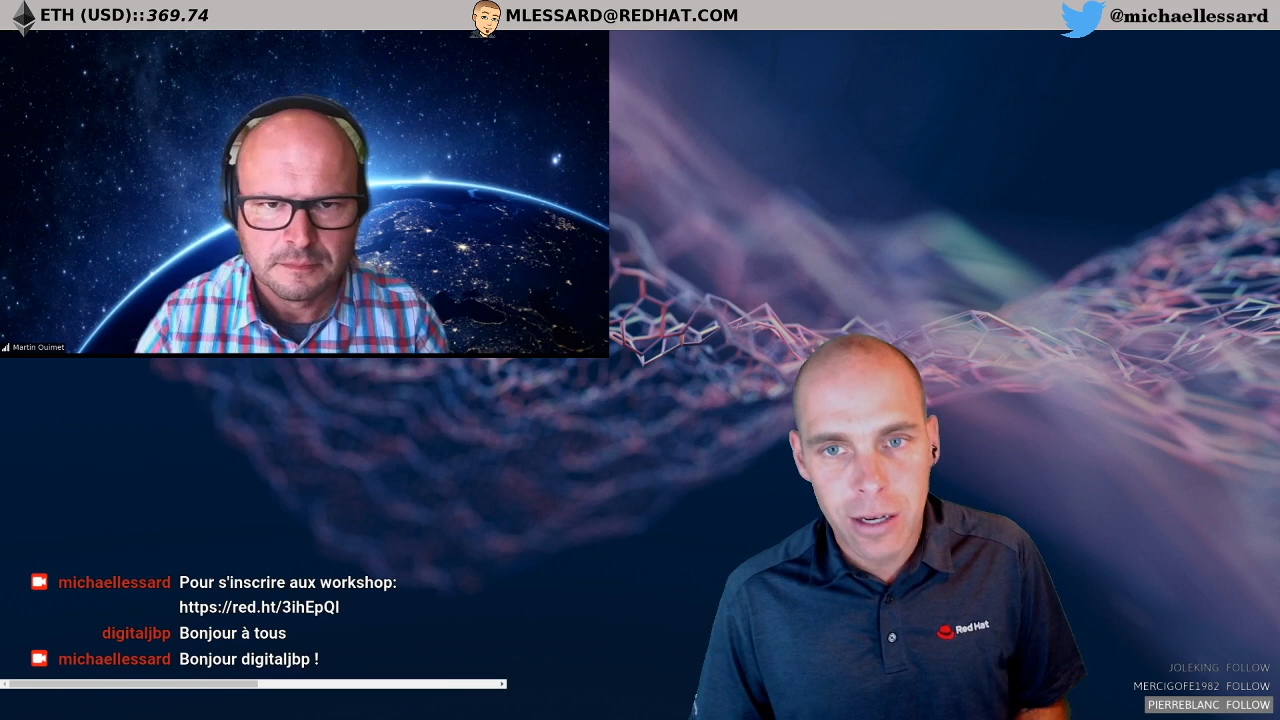 ETH (USD)::369.74
MLESSARD@REDHAT.COM
@michaellessard
Martin Ouimet
michaellessard Pour s'inscrire aux workshop:
https://red.ht/3ihEpQI
digitaljbp Bonjour à tous
michaellessard Bonjour digitaljbp !
Red Hat
JOLEKING FOLLOW
MERCIGOFE1982 FOLLOW
PIERREBLANC FOLLOW